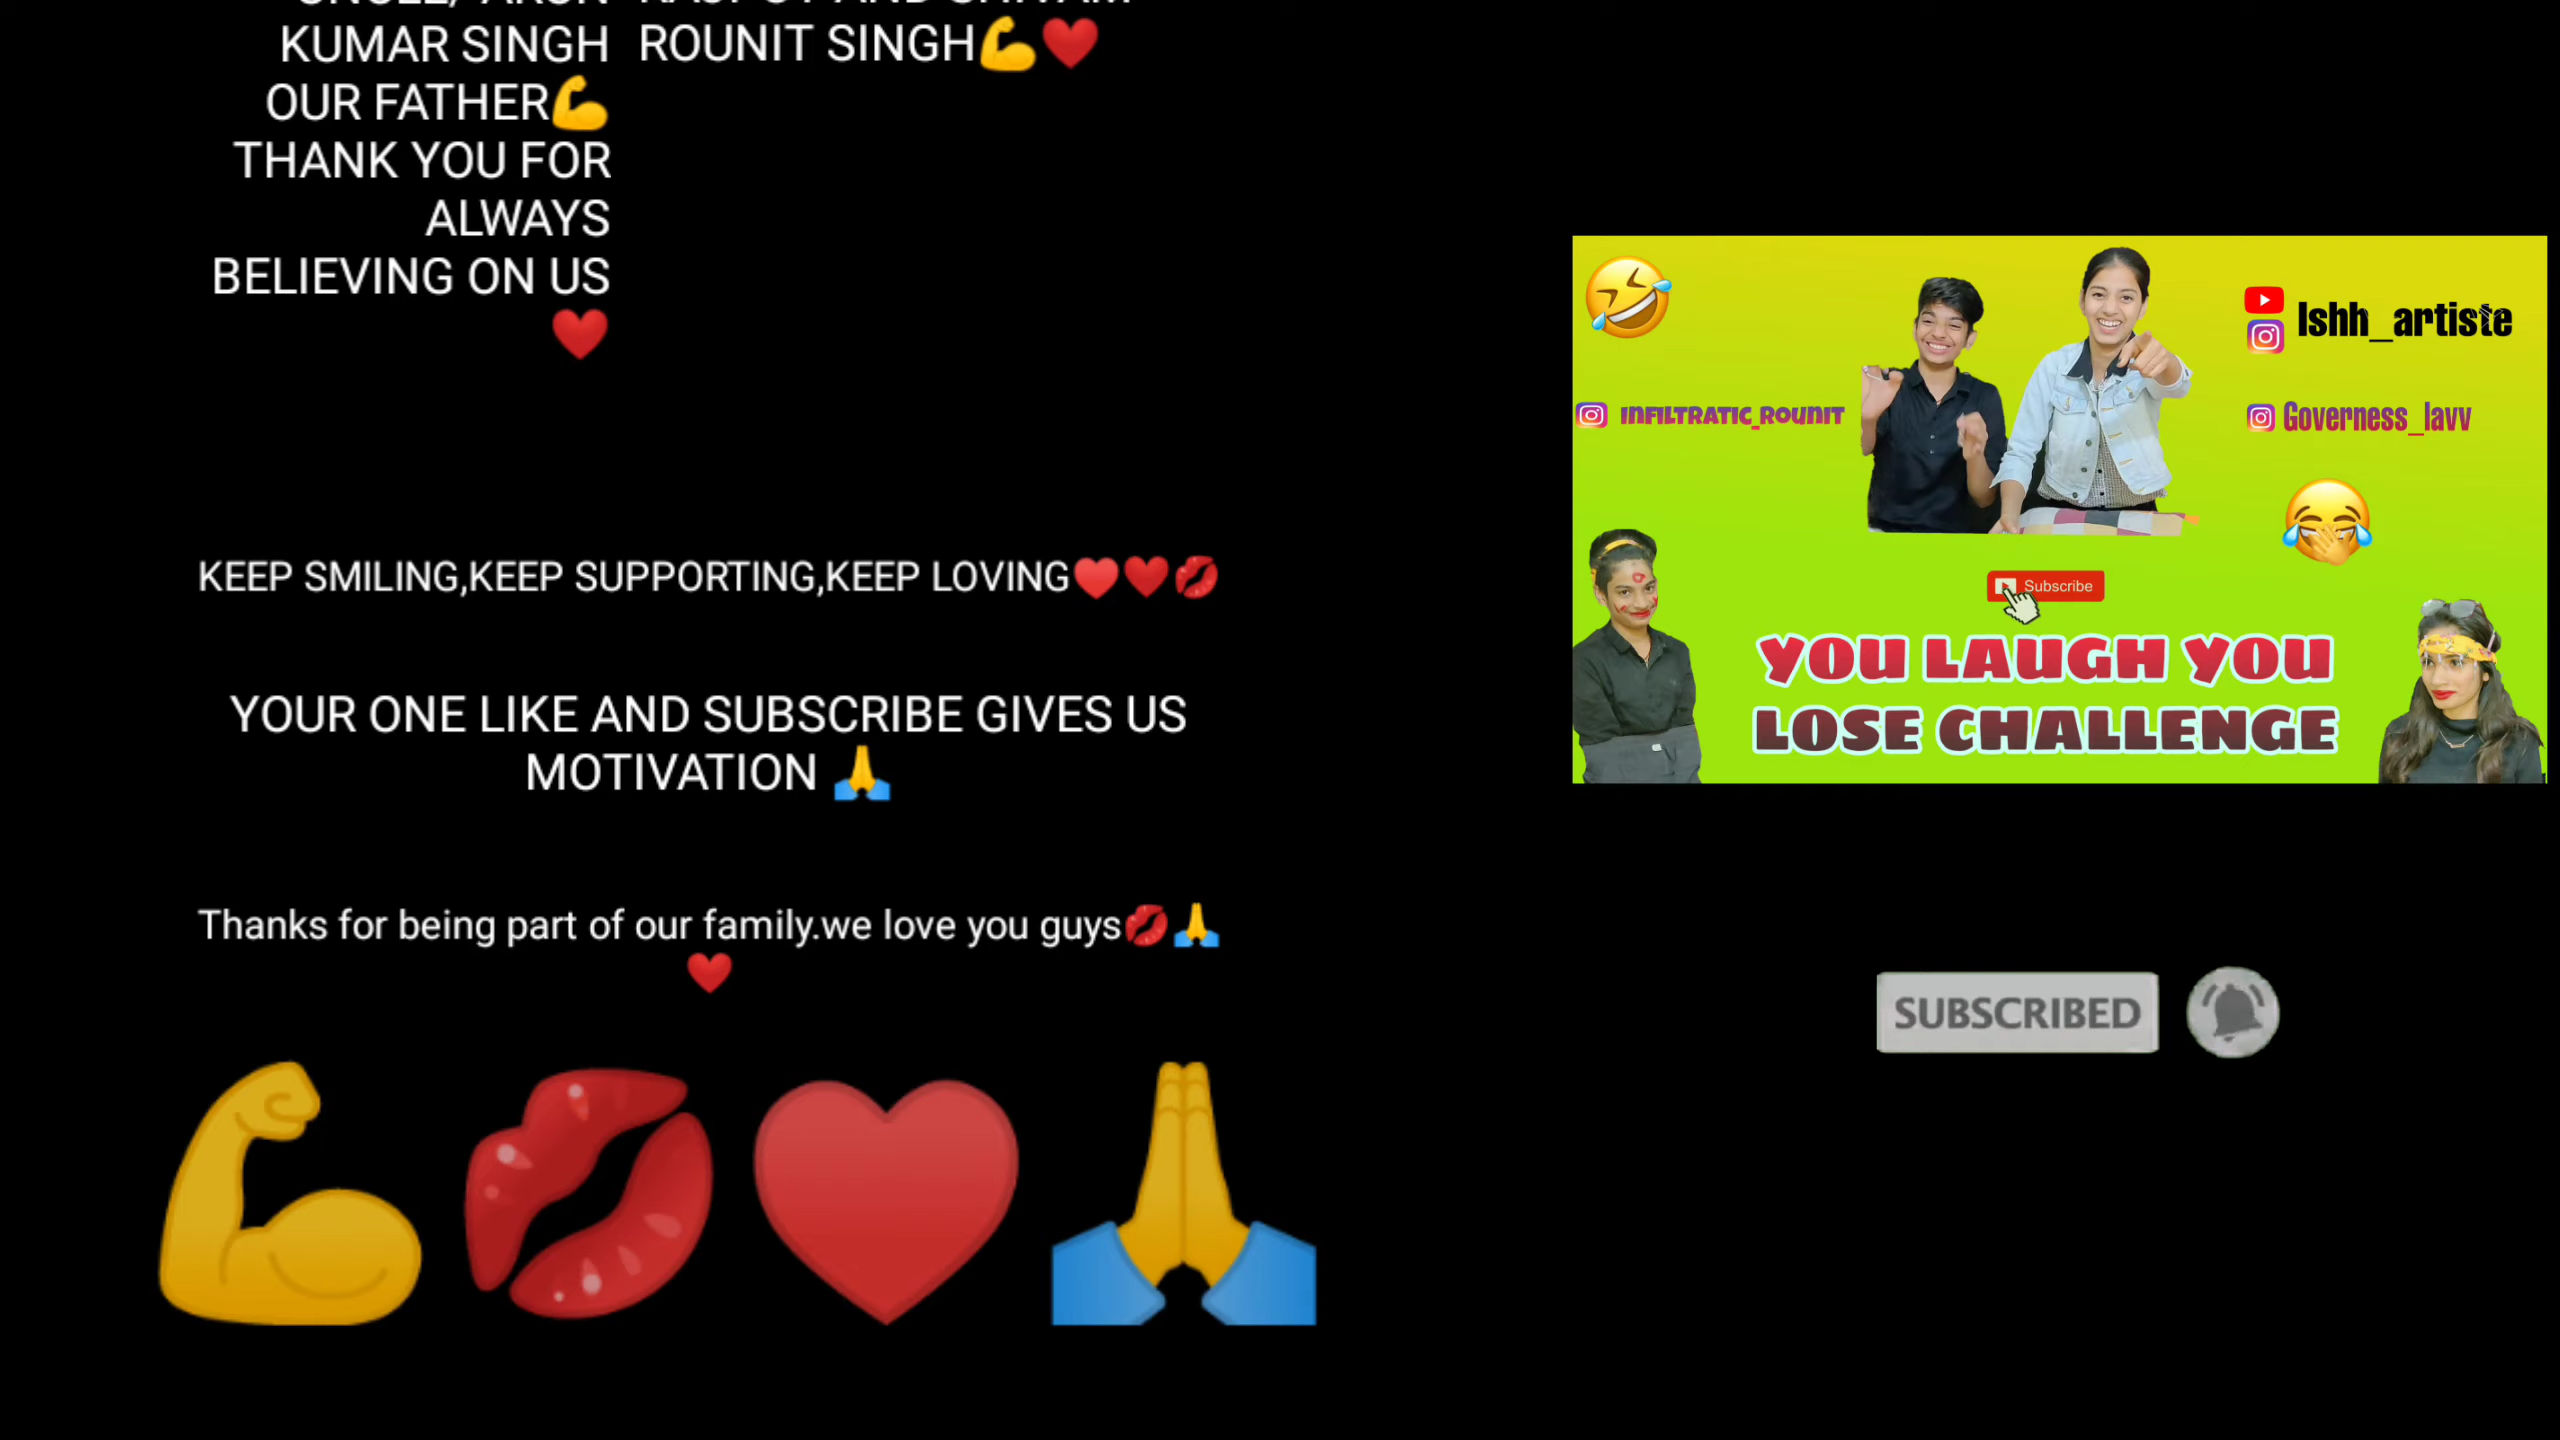 KUMAR SINGH
OUR FATHER💪
THANK YOU FOR
ALWAYS
BELIEVING ON US
❤️
ROUNIT SINGH💪❤️
KEEP SMILING,KEEP SUPPORTING,KEEP LOVING♥️❤️💋
YOUR ONE LIKE AND SUBSCRIBE GIVES US
MOTIVATION 🙏
Thanks for being part of our family.we love you guys💋🙏
❤️
Ishh_artiste
INFILTRATIC_ROUNIT
Governess_lavv
Subscribe
YOU LAUGH YOU
LOSE CHALLENGE
SUBSCRIBED